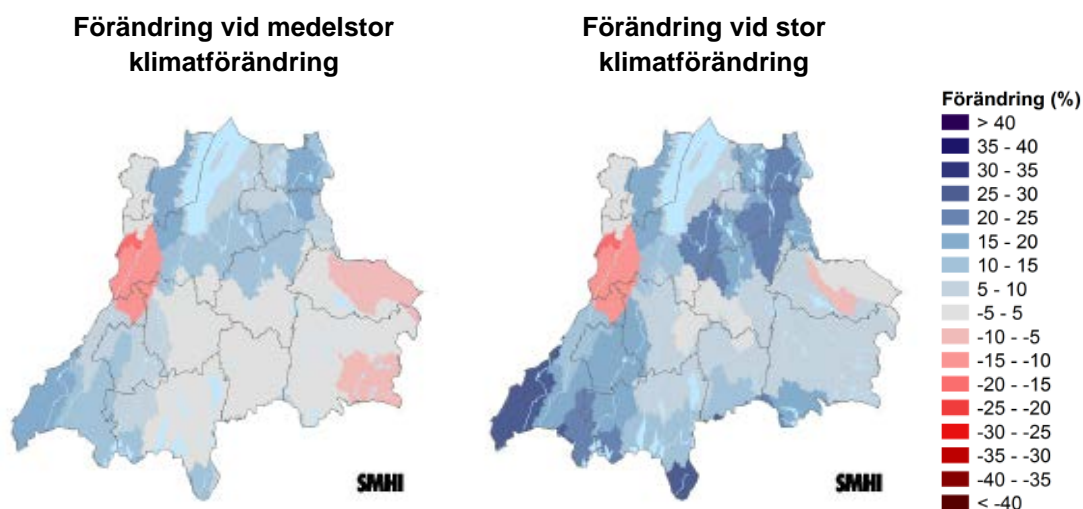 Förändring vid medelstor
klimatförändring
Förändring vid stor
klimatförändring
Förändring (%)
> 40
35 - 40
30 - 35
25 - 30
20 - 25
15 - 20
10 - 15
5 - 10
-5 - 5
-10 - -5
-15 - -10
-20 - -15
-25 - -20
-30 - -25
-35 - -30
-40 - -35
< -40
SMHI
SMHI